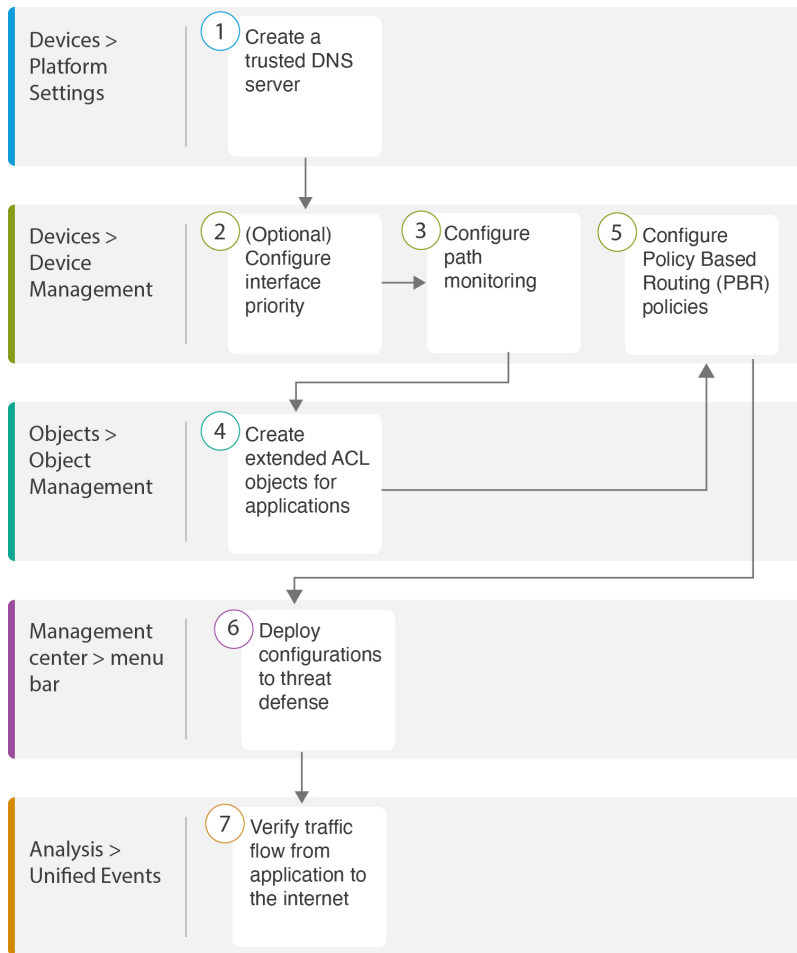 Devices >
Platform
Settings
1
Create a
trusted DNS
server
Devices >
Device
Management
2
(Optional)
Configure
interface
priority
3
Configure
path
monitoring
5
Configure
Policy Based
Routing (PBR)
policies
Objects >
Object
Management
4
Create
extended ACL
objects for
applications
Management
center > menu
bar
6
Deploy
configurations
to threat
defense
Analysis >
Unified Events
7
Verify traffic
flow from
application to
the internet